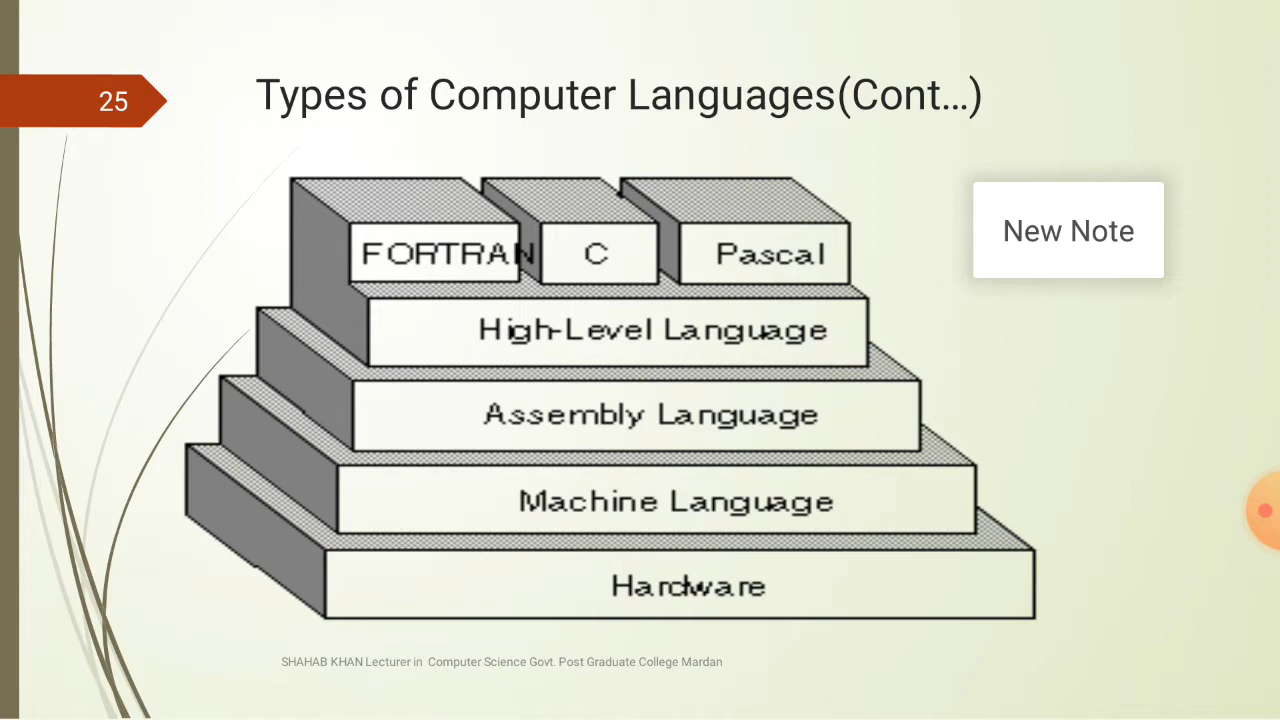 25
Types of Computer Languages(Cont...)
New Note
FORTRAN C Pascal
High-Level Language
Assembly Language
Machine Language
Hardware
SHAHAB KHAN Lecturer in Computer Science Govt. Post Graduate College Mardan